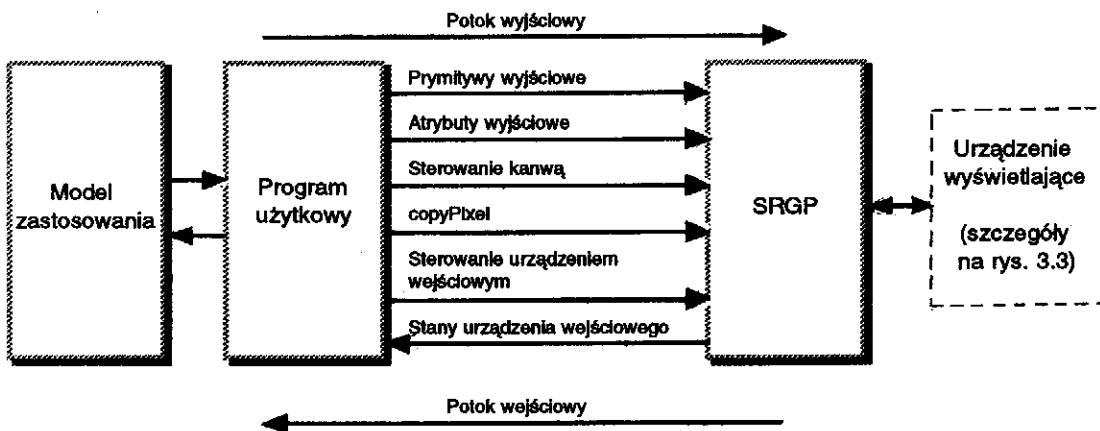 Potok wyjściowy
Model
zastosowania
Program
użytkowy
Prymitywy wyjściowe
Atrybuty wyjściowe
Sterowanie kanwą
copyPixel
Sterowanie urządzeniem
wejściowym
Stany urządzenia wejściowego
SRGP
Urządzenie
wyświetlające
(szczegóły
na rys. 3.3)
Potok wejściowy